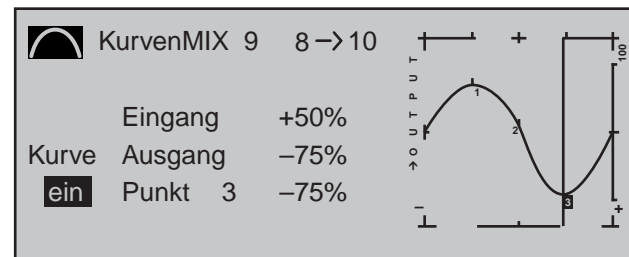 KurvenMIX 9 8 –> 10
Eingang +50%
Kurve Ausgang –75%
ein Punkt 3 –75%
–> OUTPUT
100
1
2
3
– +